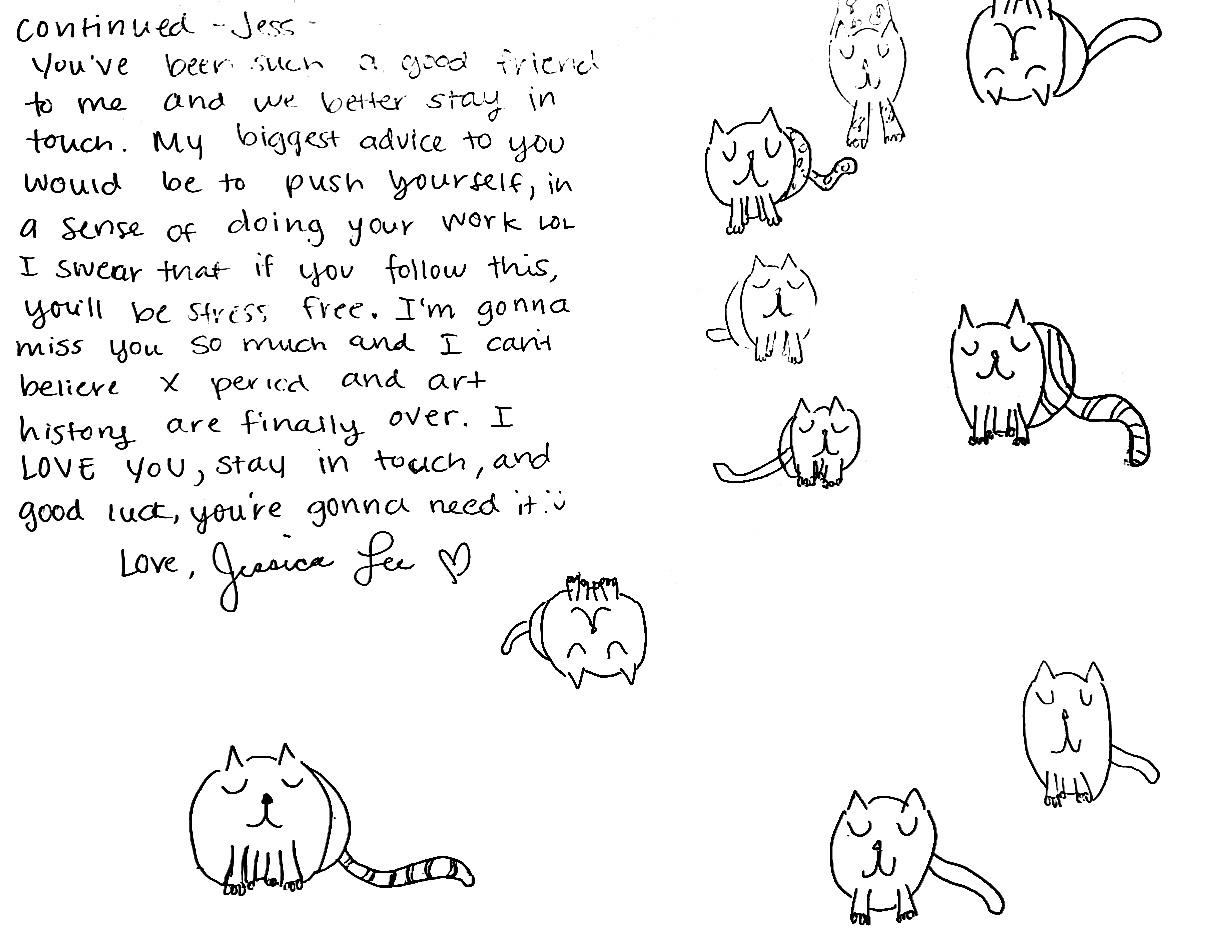 continued -Jess-
You've been such a good friend
to me and we better stay in
touch. My biggest advice to you
would be to push yourself, in
a sense of doing your work LOL
I swear that if you follow this,
you'll be stress free. I'm gonna
miss you so much and I can't
believe X period and art
history are finally over. I
LOVE YOU, stay in touch, and
good luck, you're gonna need it :)
Love, Jessica Lee ♡